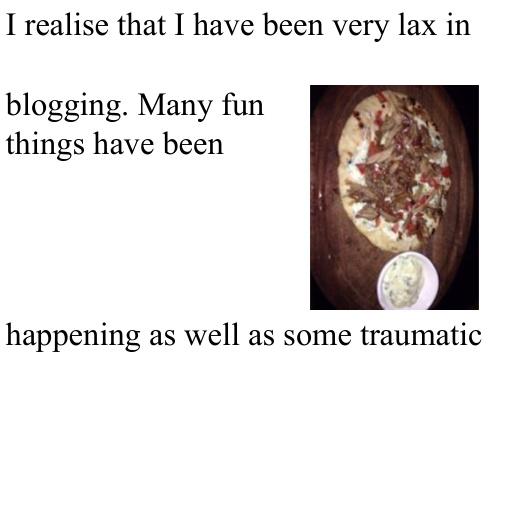 I realise that I have been very lax in
blogging. Many fun
things have been
happening as well as some traumatic